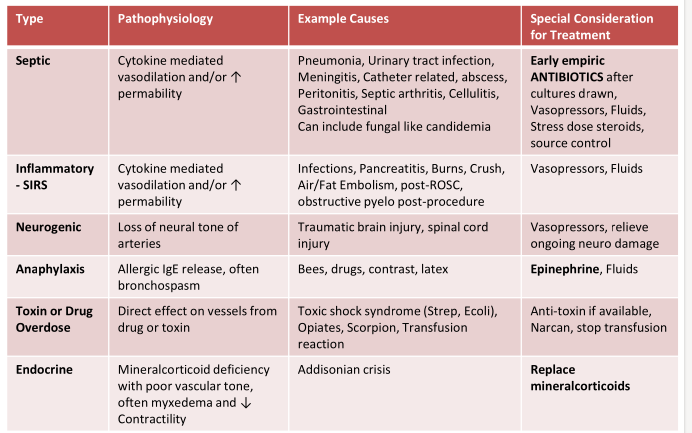 Type
Pathophysiology
Example Causes
Special Consideration
for Treatment
Septic
Cytokine mediated
vasodilation and/or ↑
permability
Pneumonia, Urinary tract infection,
Meningitis, Catheter related, abscess,
Peritonitis, Septic arthritis, Cellulitis,
Gastrointestinal
Can include fungal like candidemia
Early empiric
ANTIBIOTICS after
cultures drawn,
Vasopressors, Fluids,
Stress dose steroids,
source control
Inflammatory
- SIRS
Cytokine mediated
vasodilation and/or ↑
permability
Infections, Pancreatitis, Burns, Crush,
Air/Fat Embolism, post-ROSC,
obstructive pyelo post-procedure
Vasopressors, Fluids
Neurogenic
Loss of neural tone of
arteries
Traumatic brain injury, spinal cord
injury
Vasopressors, relieve
ongoing neuro damage
Anaphylaxis
Allergic IgE release, often
bronchospasm
Bees, drugs, contrast, latex
Epinephrine, Fluids
Toxin or Drug
Overdose
Direct effect on vessels from
drug or toxin
Toxic shock syndrome (Strep, Ecoli),
Opiates, Scorpion, Transfusion
reaction
Anti-toxin if available,
Narcan, stop transfusion
Endocrine
Mineralcorticoid deficiency
with poor vascular tone,
often myxedema and ↓
Contractility
Addisonian crisis
Replace
mineralcorticoids